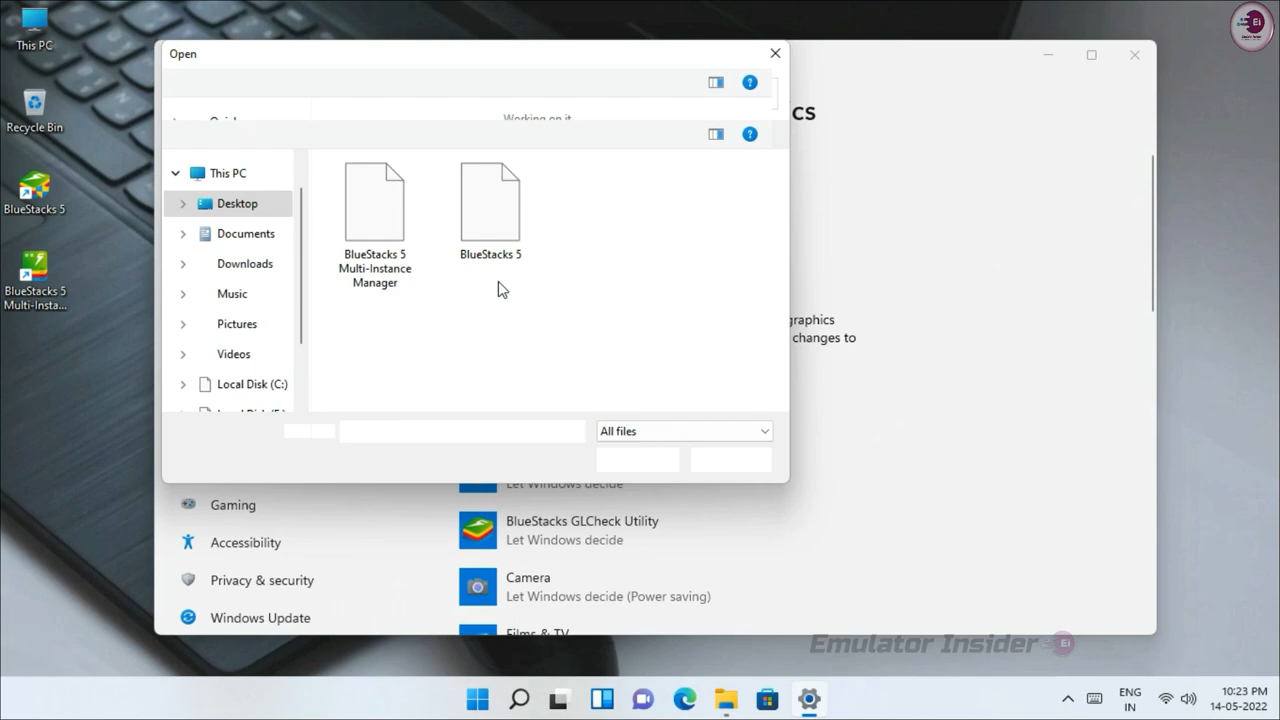 This PC
Recycle Bin
BlueStacks 5
BlueStacks 5
Multi-Insta...
Open
Working on it
This PC
Desktop
Documents
Downloads
Music
Pictures
Videos
Local Disk (C:)
BlueStacks 5
Multi-Instance
Manager
BlueStacks 5
All files
cs
graphics
changes to
Let Windows decide
BlueStacks GLCheck Utility
Let Windows decide
Camera
Let Windows decide (Power saving)
Films & TV
Gaming
Accessibility
Privacy & security
Windows Update
Emulator Insider Ei
Ei
ENG
IN
10:23 PM
14-05-2022